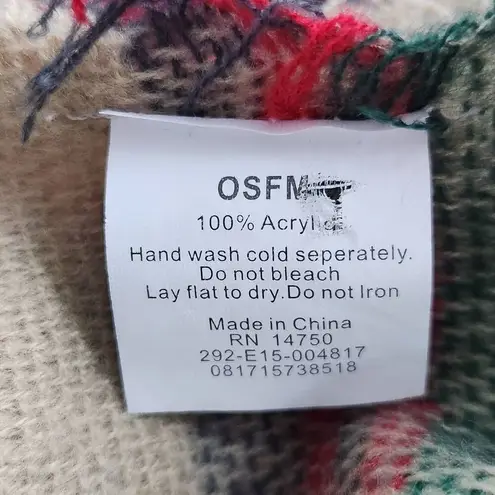 OSFM
100%
Hand wash cold seperately.
Do not bleach
Lay flat to dry.Do not Iron
Made in China
RN 14750
292-E15-004817
081715738518